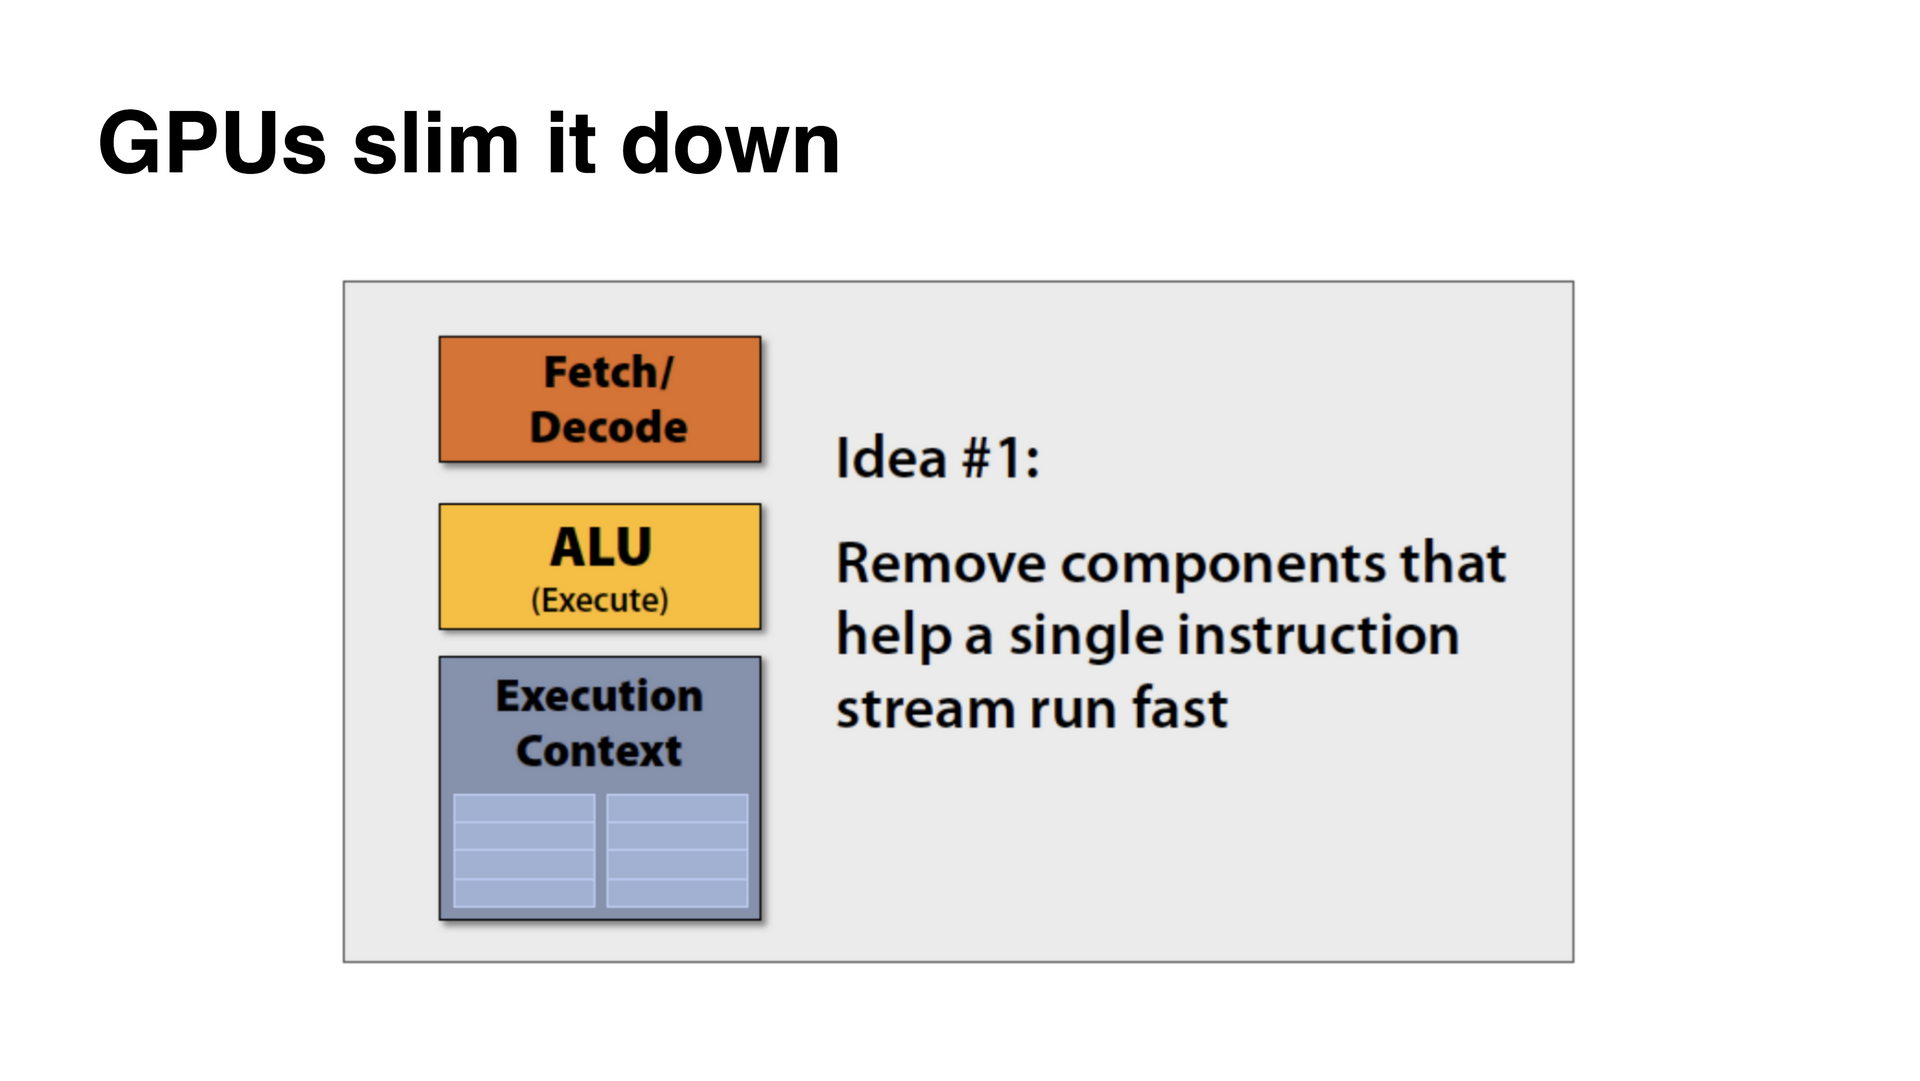 GPUs slim it down
Fetch/
Decode
ALU
(Execute)
Execution
Context
Idea #1:
Remove components that
help a single instruction
stream run fast